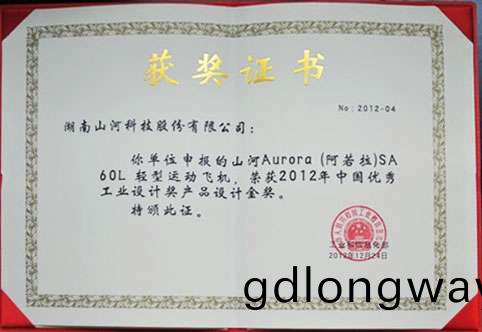 获奖证书
No：2012-04
湖南山河科技股份有限公司：
你单位申报的山河Aurora (阿若拉)SA
60L 轻型运动飞机，荣获2012年中国优秀
工业设计奖产品设计金奖。
特颁此证。
工业和信息化部
2012年12月24日
gdlongwav